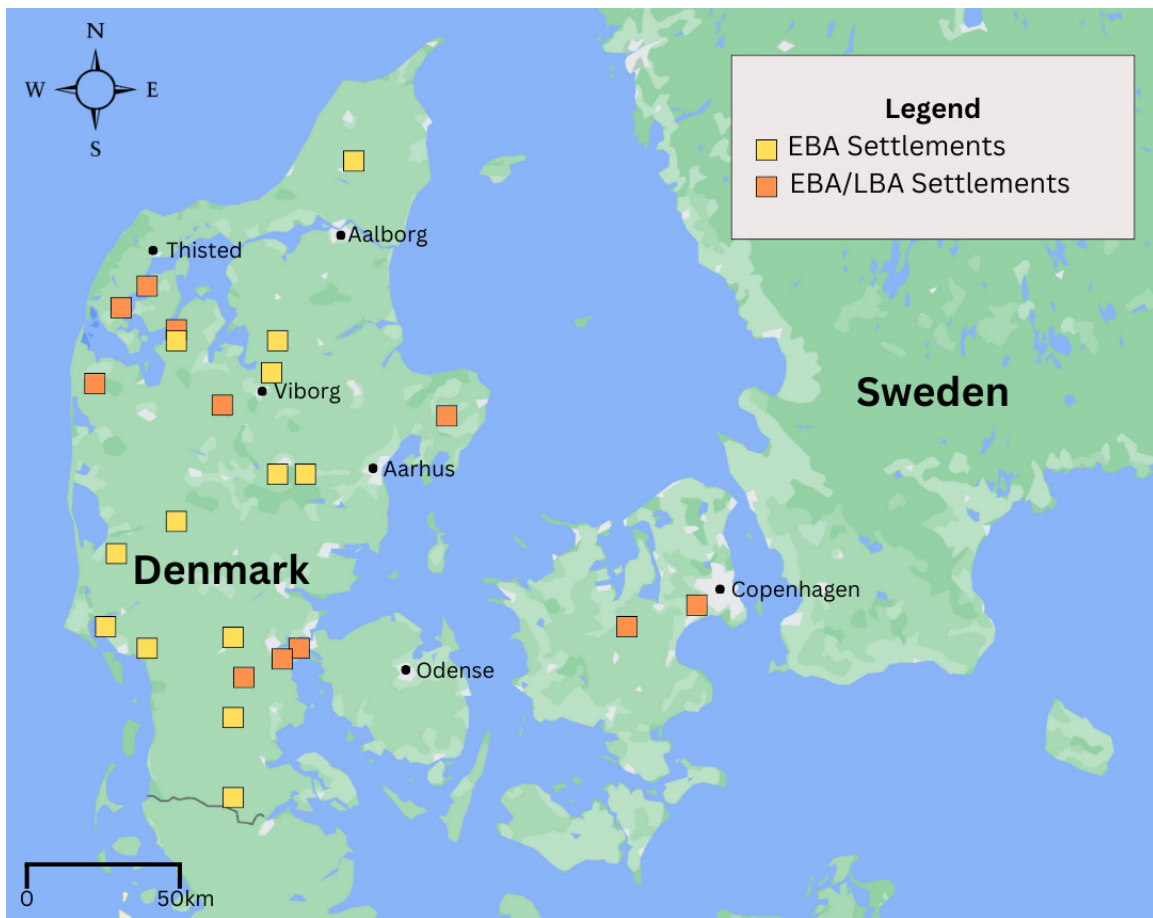 N
W E
S
Legend
EBA Settlements
EBA/LBA Settlements
Aalborg
Thisted
Viborg
Sweden
Aarhus
Denmark
Copenhagen
Odense
0 50km